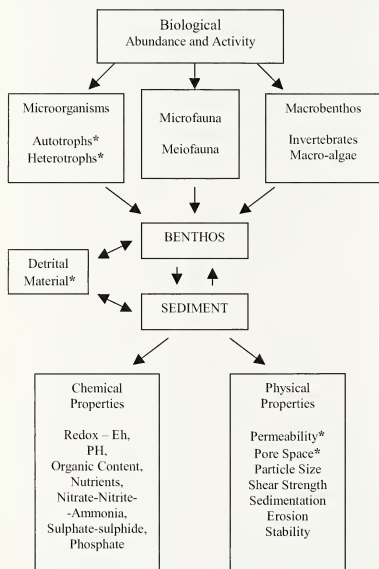 Biological
Abundance and Activity
Microorganisms
Autotrophs*
Heterotrophs*
Microfauna
Meiofauna
Macrobenthos
Invertebrates
Macro-algae
BENTHOS
Detrital
Material*
SEDIMENT
Chemical
Properties
Redox – Eh,
PH,
Organic Content,
Nutrients,
Nitrate-Nitrite-
-Ammonia,
Sulphate-sulphide,
Phosphate
Physical
Properties
Permeability*
Pore Space*
Particle Size
Shear Strength
Sedimentation
Erosion
Stability